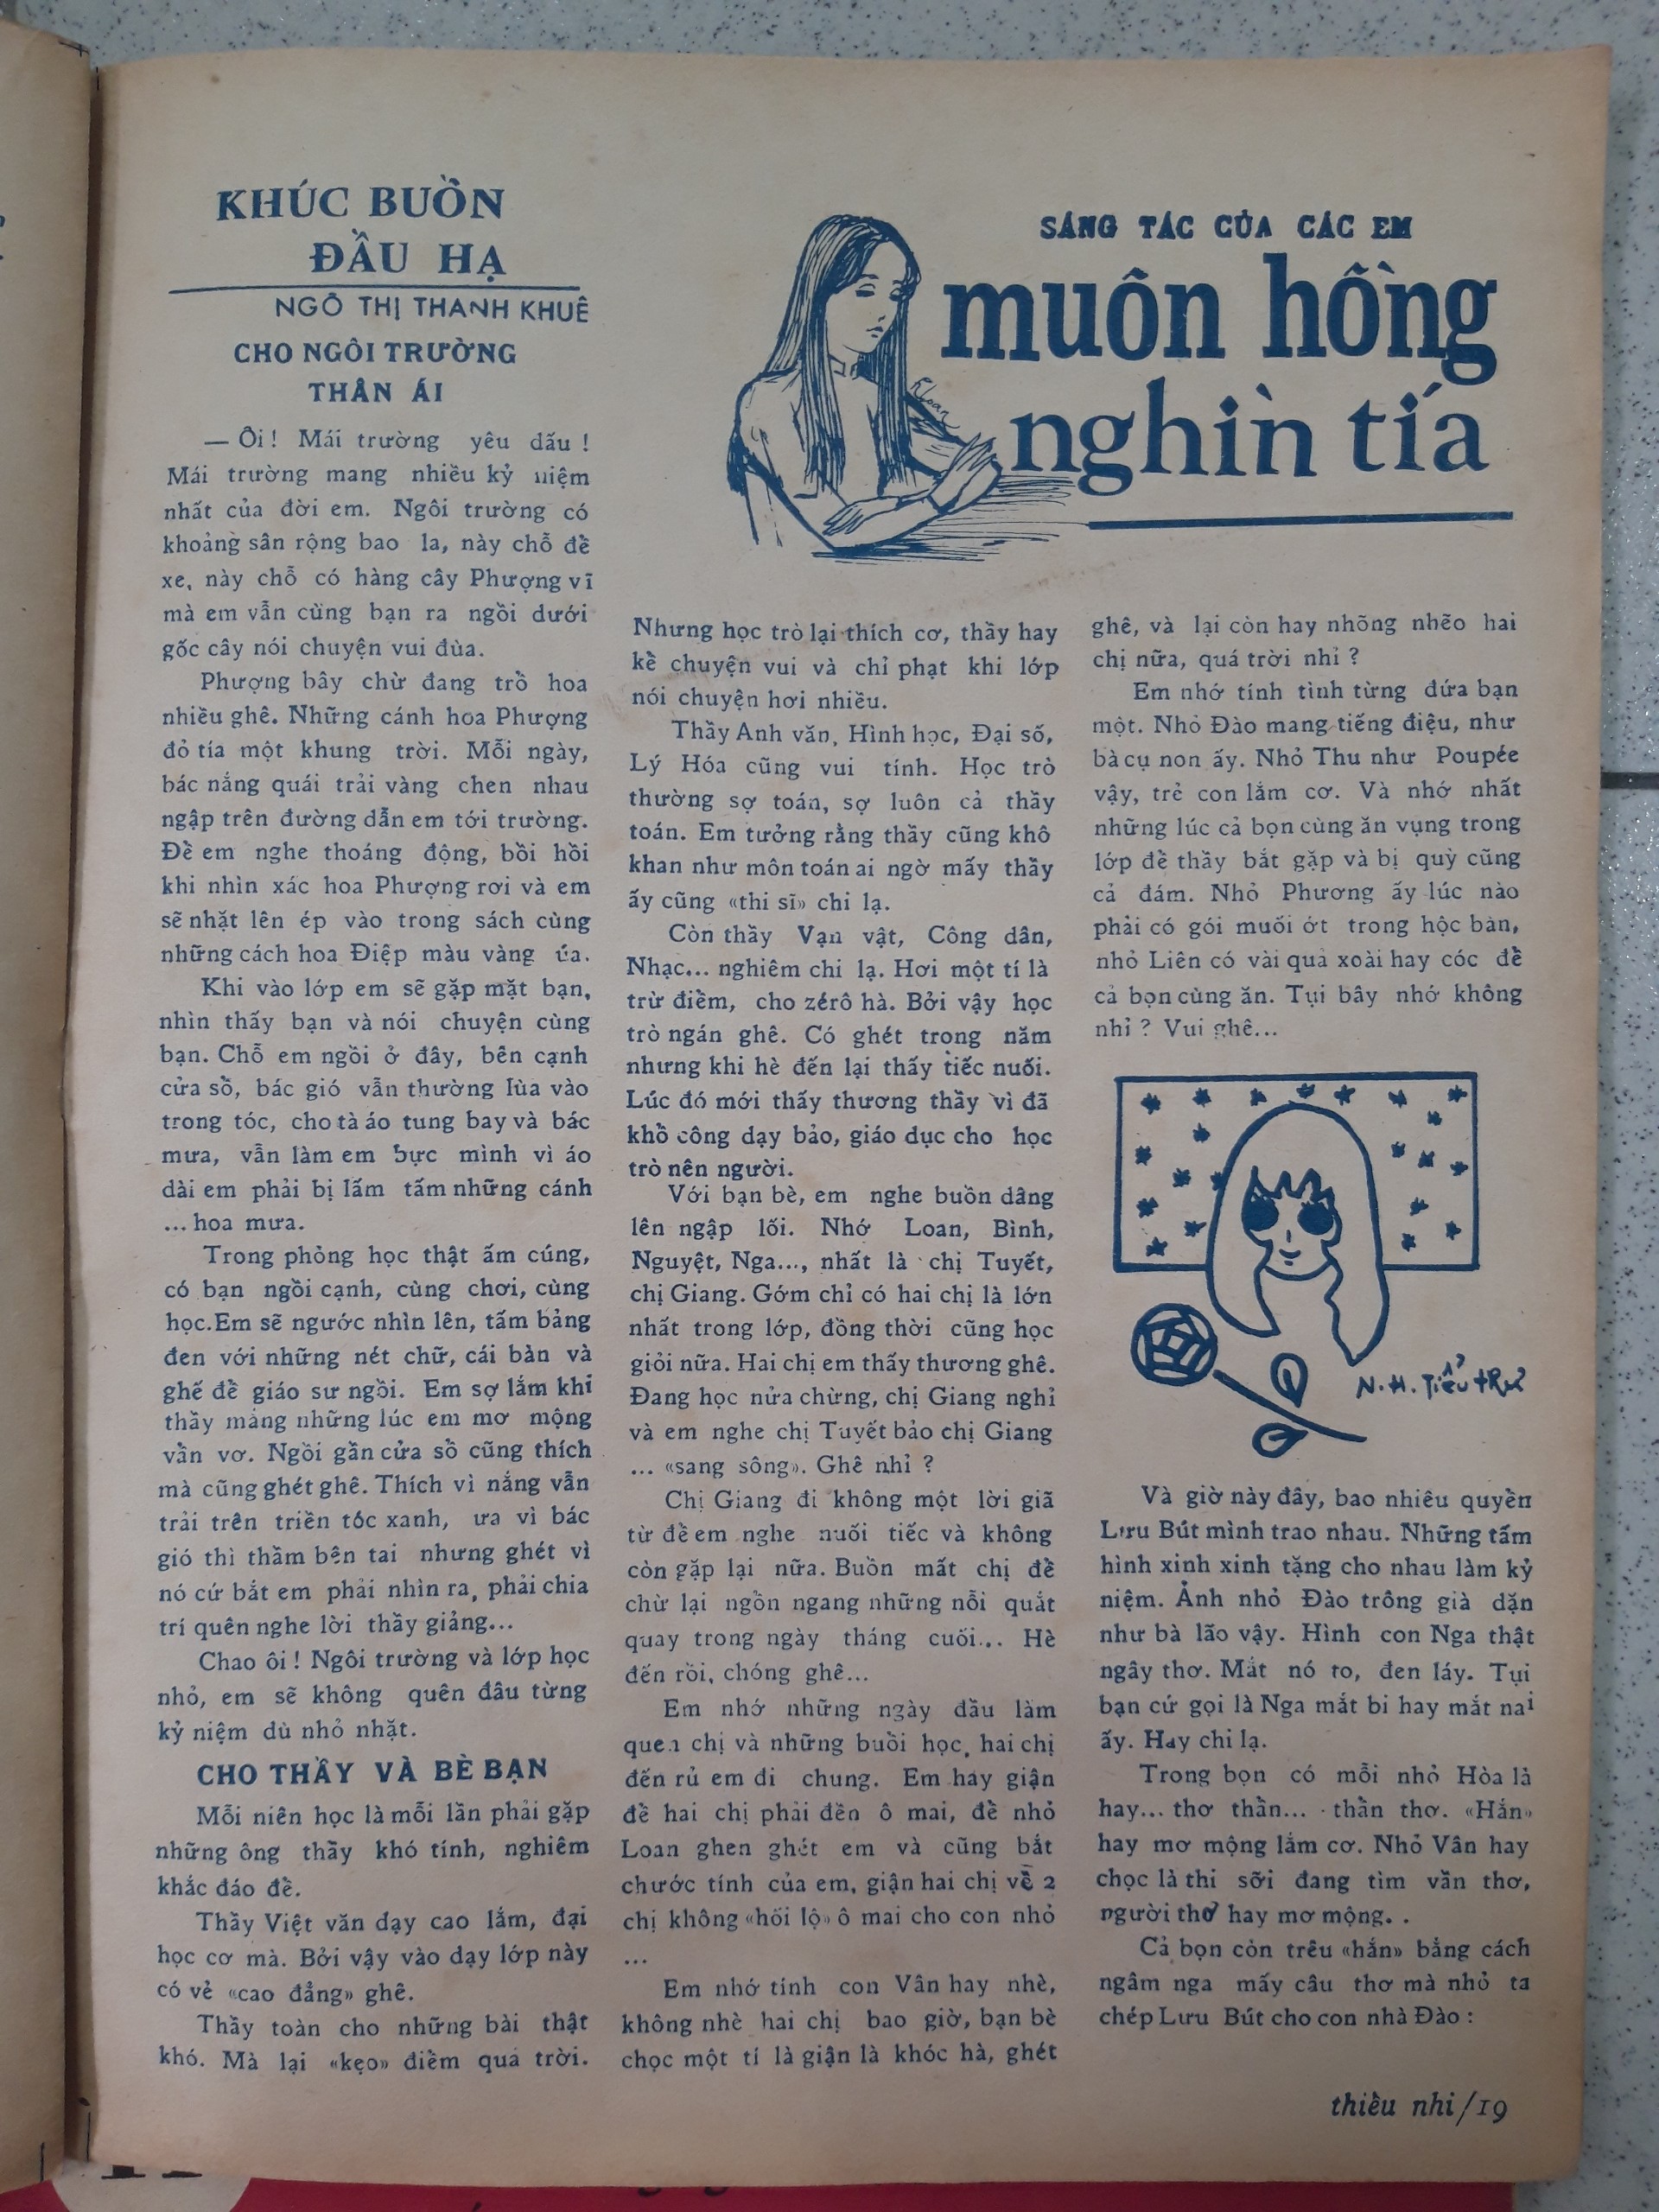 KHÚC BUỒN
ĐẦU HẠ
NGÔ THỊ THANH KHUÊ
CHO NGÔI TRƯỜNG
THÂN ÁI
— Ôi ! Mái trường yêu dấu !
Mái trường mang nhiều kỷ niệm
nhất của đời em. Ngôi trường có
khoảng sân rộng bao la, này chỗ để
xe, này chỗ có hàng cây Phượng vĩ
mà em vẫn cùng bạn ra ngồi dưới
gốc cây nói chuyện vui đùa.
Phượng bây chừ đang trổ hoa
nhiều ghê. Những cánh hoa Phượng
đỏ tía một khung trời. Mỗi ngày,
bác nắng quái trải vàng chen nhau
ngập trên đường dẫn em tới trường.
Để em nghe thoáng động, bồi hồi
khi nhìn xác hoa Phượng rơi và em
sẽ nhặt lên ép vào trong sách cùng
những cách hoa Điệp màu vàng úa.
Khi vào lớp em sẽ gặp mặt bạn,
nhìn thấy bạn và nói chuyện cùng
bạn. Chỗ em ngồi ở đây, bên cạnh
cửa sổ, bác gió vẫn thường lùa vào
trong tóc, cho tà áo tung bay và bác
mưa, vẫn làm em bực mình vì áo
dài em phải bị lấm tấm những cánh
... hoa mưa.
Trong phòng học thật ấm cúng,
có bạn ngồi cạnh, cùng chơi, cùng
học.Em sẽ ngước nhìn lên, tấm bảng
đen với những nét chữ, cái bàn và
ghế để giáo sư ngồi. Em sợ lắm khi
thầy mắng những lúc em mơ mộng
vẩn vơ. Ngồi gần cửa sổ cũng thích
mà cũng ghét ghê. Thích vì nắng vẫn
trải trên triền tóc xanh, ưa vì bác
gió thì thầm bên tai nhưng ghét vì
nó cứ bắt em phải nhìn ra, phải chia
trí quên nghe lời thầy giảng...
Chao ôi ! Ngôi trường và lớp học
nhỏ, em sẽ không quên đâu từng
kỷ niệm dù nhỏ nhặt.
CHO THẦY VÀ BÈ BẠN
Mỗi niên học là mỗi lần phải gặp
những ông thầy khó tính, nghiêm
khắc đáo để.
Thầy Việt văn dạy cao lắm, đại
học cơ mà. Bởi vậy vào dạy lớp này
có vẻ «cao đẳng» ghê.
Thầy toàn cho những bài thật
khó. Mà lại «kẹo» điểm quá trời.
SÁNG TÁC CỦA CÁC EM
muôn hồng
nghìn tía
Nhưng học trò lại thích cơ, thầy hay
kể chuyện vui và chỉ phạt khi lớp
nói chuyện hơi nhiều.
Thầy Anh văn, Hình học, Đại số,
Lý Hóa cũng vui tính. Học trò
thường sợ toán, sợ luôn cả thầy
toán. Em tưởng rằng thầy cũng khô
khan như môn toán ai ngờ mấy thầy
ấy cũng «thi sĩ» chi lạ.
Còn thầy Vạn vật, Công dân,
Nhạc... nghiêm chi lạ. Hơi một tí là
trừ điểm, cho zérô hà. Bởi vậy học
trò ngán ghê. Có ghét trong năm
nhưng khi hè đến lại thấy tiếc nuối.
Lúc đó mới thấy thương thầy vì đã
khổ công dạy bảo, giáo dục cho học
trò nên người.
Với bạn bè, em nghe buồn dâng
lên ngập lối. Nhớ Loan, Bình,
Nguyệt, Nga..., nhất là chị Tuyết,
chị Giang. Gớm chỉ có hai chị là lớn
nhất trong lớp, đồng thời cũng học
giỏi nữa. Hai chị em thấy thương ghê.
Đang học nửa chừng, chị Giang nghỉ
và em nghe chị Tuyết bảo chị Giang
... «sang sông». Ghê nhỉ ?
Chị Giang đi không một lời giã
từ để em nghe nuối tiếc và không
còn gặp lại nữa. Buồn mất chị để
chừ lại ngổn ngang những nỗi quắt
quay trong ngày tháng cuối... Hè
đến rồi, chóng ghê...
Em nhớ những ngày đầu làm
quen chị và những buổi học, hai chị
đến rủ em đi chung. Em hay giận
để hai chị phải đền ô mai, để nhỏ
Loan ghen ghét em và cũng bắt
chước tính của em, giận hai chị về 2
chị không «hối lộ» ô mai cho con nhỏ
...
Em nhớ tính con Vân hay nhè,
không nhè hai chị bao giờ, bạn bè
chọc một tí là giận là khóc hà, ghét
ghê, và lại còn hay nhõng nhẽo hai
chị nữa, quá trời nhỉ ?
Em nhớ tính tình từng đứa bạn
một. Nhỏ Đào mang tiếng điệu, như
bà cụ non ấy. Nhỏ Thu như Poupée
vậy, trẻ con lắm cơ. Và nhớ nhất
những lúc cả bọn cùng ăn vụng trong
lớp để thầy bắt gặp và bị quỳ cũng
cả đám. Nhỏ Phương ấy lúc nào
phải có gói muối ớt trong hộc bàn,
nhỏ Liên có vài quả xoài hay cóc để
cả bọn cùng ăn. Tụi bây nhớ không
nhỉ ? Vui ghê...
N.H. Tiểu trư
Và giờ này đây, bao nhiêu quyển
Lưu Bút mình trao nhau. Những tấm
hình xinh xinh tặng cho nhau làm kỷ
niệm. Ảnh nhỏ Đào trông già dặn
như bà lão vậy. Hình con Nga thật
ngây thơ. Mắt nó to, đen láy. Tụi
bạn cứ gọi là Nga mắt bi hay mắt nai
ấy. Hay chi lạ.
Trong bọn có mỗi nhỏ Hòa là
hay... thơ thẩn... thẩn thơ. «Hắn»
hay mơ mộng lắm cơ. Nhỏ Vân hay
chọc là thi sỡi đang tìm vần thơ,
người thơ hay mơ mộng. .
Cả bọn còn trêu «hắn» bằng cách
ngâm nga mấy câu thơ mà nhỏ ta
chép Lưu Bút cho con nhà Đào :
thiếu nhi/19